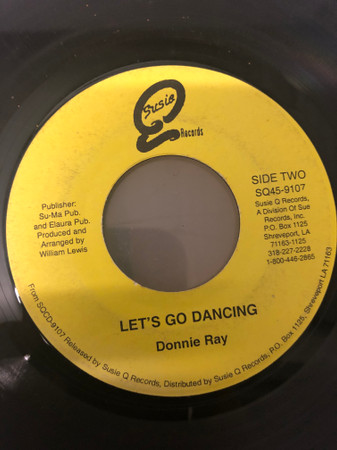 Susie
Records
SIDE TWO
SQ45-9107
Susie Q Records,
A Division Of Sue
Records, Inc.
P.O. Box 1125
Shreveport, LA
71163-1125
318-227-2228
1-800-446-2865
Publisher:
Su-Ma Pub.
and Elaura Pub.
Produced and
Arranged by
William Lewis
LET'S GO DANCING
Donnie Ray
From SQCD-9107 Released by Susie Q Records, Distributed by Susie Q Records, P.O. Box 1125, Shreveport LA 71163